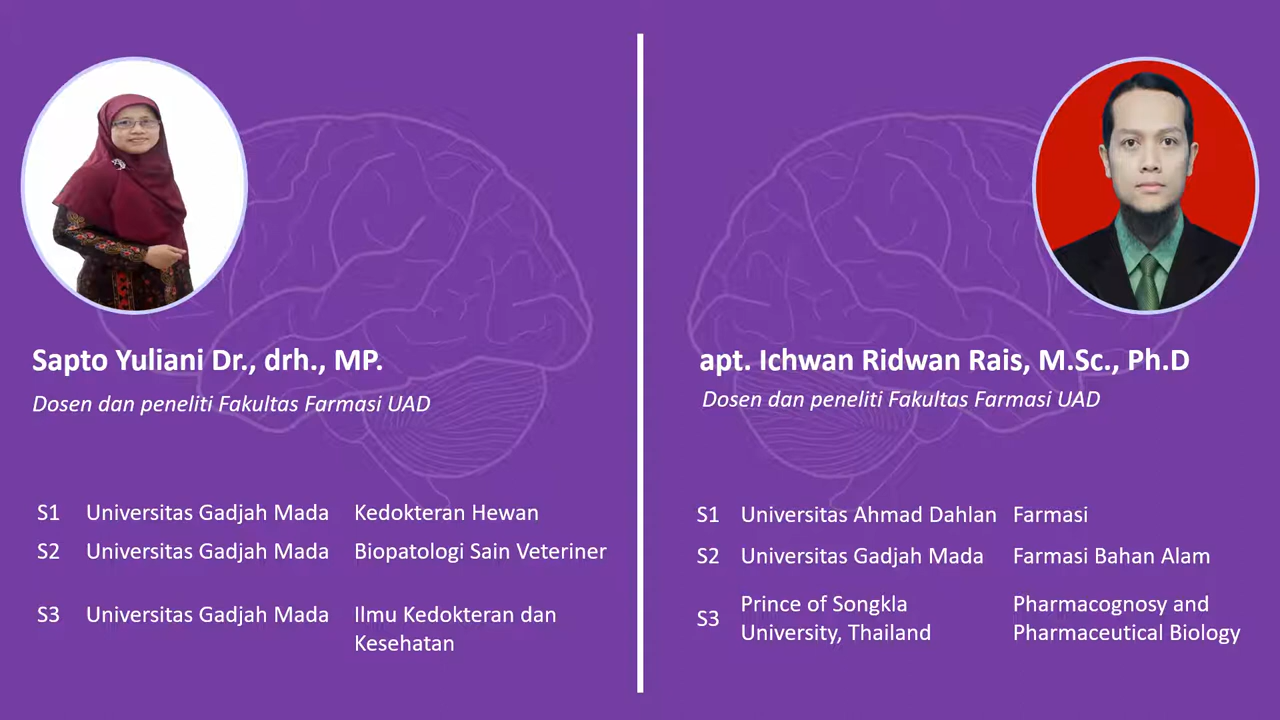 Sapto Yuliani Dr., drh., MP.
Dosen dan peneliti Fakultas Farmasi UAD
S1 Universitas Gadjah Mada Kedokteran Hewan
S2 Universitas Gadjah Mada Biopatologi Sain Veteriner
S3 Universitas Gadjah Mada Ilmu Kedokteran dan
Kesehatan
apt. Ichwan Ridwan Rais, M.Sc., Ph.D
Dosen dan peneliti Fakultas Farmasi UAD
S1 Universitas Ahmad Dahlan Farmasi
S2 Universitas Gadjah Mada Farmasi Bahan Alam
S3 Prince of Songkla Pharmacognosy and
University, Thailand Pharmaceutical Biology